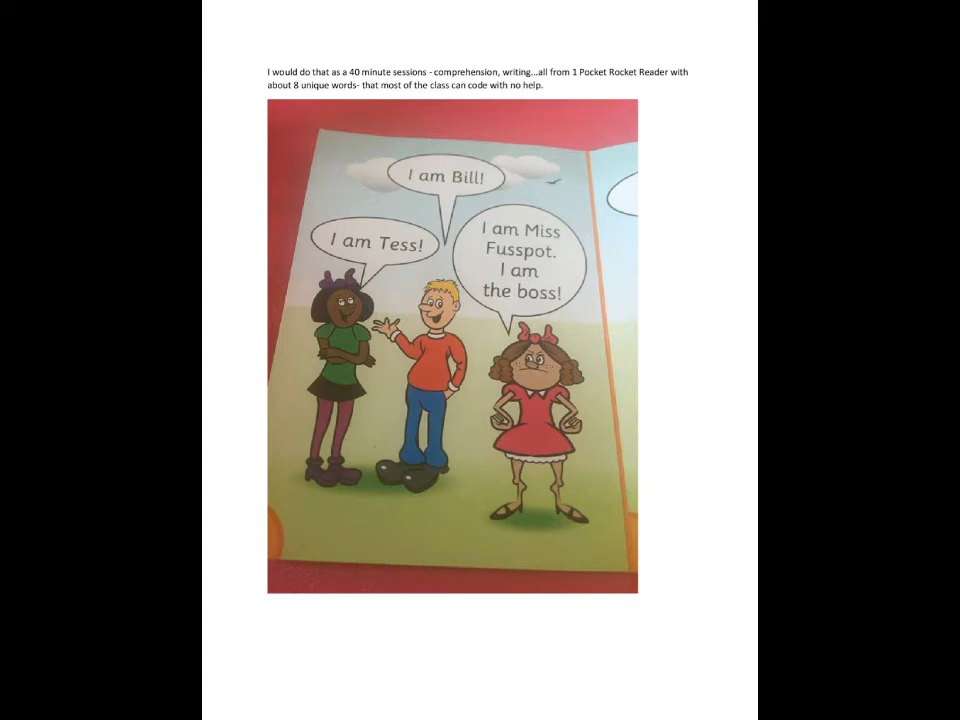 I would do that as a 40 minute sessions - comprehension, writing...all from 1 Pocket Rocket Reader with
about 8 unique words- that most of the class can code with no help.
I am Bill!
I am Tess!
I am Miss
Fusspot.
I am
the boss!